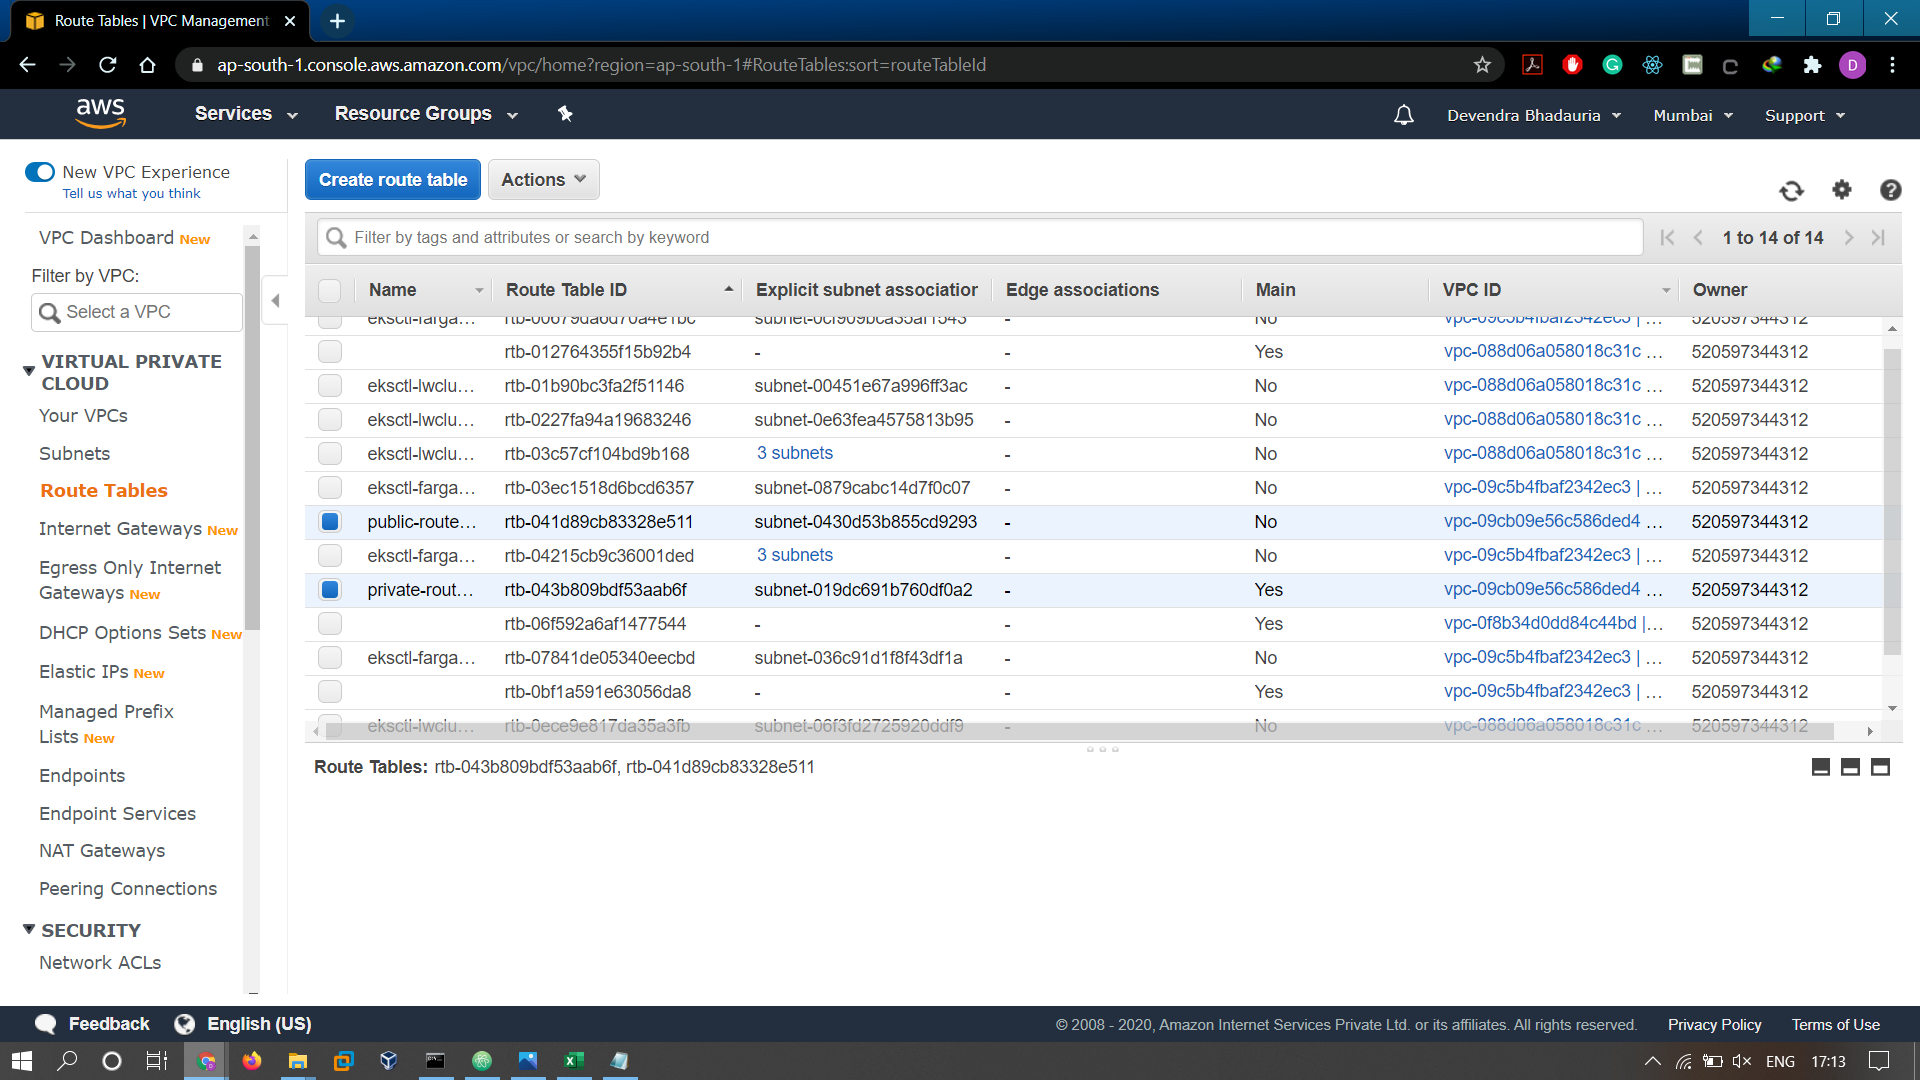 Route Tables | VPC Management
ap-south-1.console.aws.amazon.com/vpc/home?region=ap-south-1#RouteTables:sort=routeTableId
D
aws Services Resource Groups Devendra Bhadauria Mumbai Support
New VPC Experience
Tell us what you think
VPC Dashboard New
Filter by VPC:
Select a VPC
VIRTUAL PRIVATE
CLOUD
Your VPCs
Subnets
Route Tables
Internet Gateways New
Egress Only Internet
Gateways New
DHCP Options Sets New
Elastic IPs New
Managed Prefix
Lists New
Endpoints
Endpoint Services
NAT Gateways
Peering Connections
SECURITY
Network ACLs
Create route table Actions
Filter by tags and attributes or search by keyword 1 to 14 of 14
Name Route Table ID Explicit subnet association Edge associations Main VPC ID Owner
eksctl-farga... rtb-00679da6d70a4e1bc subnet-0cf909bca35af1543 - No vpc-09c5b4fbaf2342ec3 | ... 520597344312
rtb-012764355f15b92b4 - - Yes vpc-088d06a058018c31c ... 520597344312
eksctl-lwclu... rtb-01b90bc3fa2f51146 subnet-00451e67a996ff3ac - No vpc-088d06a058018c31c ... 520597344312
eksctl-lwclu... rtb-0227fa94a19683246 subnet-0e63fea4575813b95 - No vpc-088d06a058018c31c ... 520597344312
eksctl-lwclu... rtb-03c57cf104bd9b168 3 subnets - No vpc-088d06a058018c31c ... 520597344312
eksctl-farga... rtb-03ec1518d6bcd6357 subnet-0879cabc14d7f0c07 - No vpc-09c5b4fbaf2342ec3 | ... 520597344312
public-route... rtb-041d89cb83328e511 subnet-0430d53b855cd9293 - No vpc-09cb09e56c586ded4 ... 520597344312
eksctl-farga... rtb-04215cb9c36001ded 3 subnets - No vpc-09c5b4fbaf2342ec3 | ... 520597344312
private-rout... rtb-043b809bdf53aab6f subnet-019dc691b760df0a2 - Yes vpc-09cb09e56c586ded4 ... 520597344312
rtb-06f592a6af1477544 - - Yes vpc-0f8b34d0dd84c44bd |... 520597344312
eksctl-farga... rtb-07841de05340eecbd subnet-036c91d1f8f43df1a - No vpc-09c5b4fbaf2342ec3 | ... 520597344312
rtb-0bf1a591e63056da8 - - Yes vpc-09c5b4fbaf2342ec3 | ... 520597344312
eksctl-lwclu... rtb-0ece9e817da35a3fb subnet-06f3fd2725920ddf9 - No vpc-088d06a058018c31c ... 520597344312
Route Tables: rtb-043b809bdf53aab6f, rtb-041d89cb83328e511
Feedback English (US) © 2008 - 2020, Amazon Internet Services Private Ltd. or its affiliates. All rights reserved. Privacy Policy Terms of Use
ENG 17:13